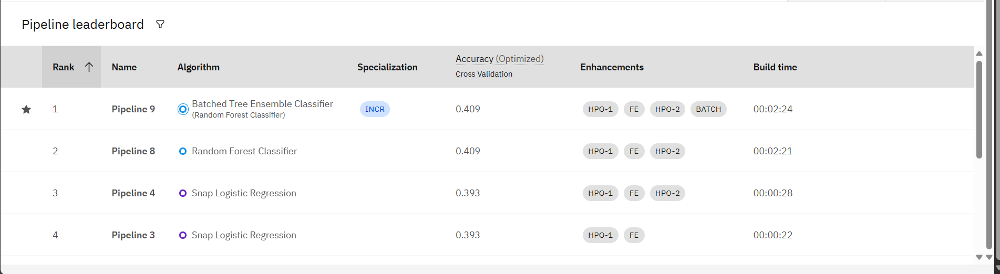 Pipeline leaderboard
Rank Name Algorithm Specialization Accuracy (Optimized) Enhancements Build time
Cross Validation
1 Pipeline 9 Batched Tree Ensemble Classifier INCR 0.409 HPO-1 FE HPO-2 BATCH 00:02:24
(Random Forest Classifier)
2 Pipeline 8 Random Forest Classifier 0.409 HPO-1 FE HPO-2 00:02:21
3 Pipeline 4 Snap Logistic Regression 0.393 HPO-1 FE HPO-2 00:00:28
4 Pipeline 3 Snap Logistic Regression 0.393 HPO-1 FE 00:00:22